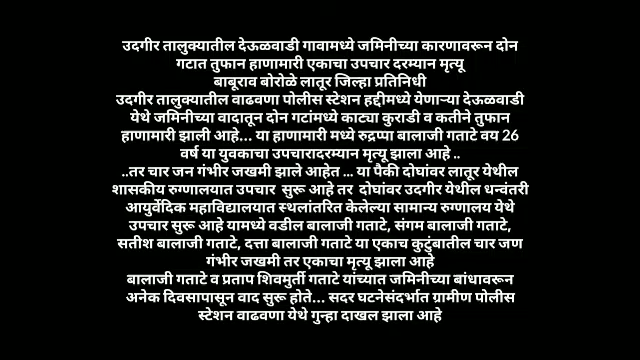 उदगीर तालुक्यातील देऊळवाडी गावामध्ये जमिनीच्या कारणावरून दोन
गटात तुफान हाणामारी एकाचा उपचार दरम्यान मृत्यू
बाबूराव बोरोळे लातूर जिल्हा प्रतिनिधी
उदगीर तालुक्यातील वाढवणा पोलीस स्टेशन हद्दीमध्ये येणाऱ्या देऊळवाडी
येथे जमिनीच्या वादातून दोन गटांमध्ये काट्या कुराडी व कतीने तुफान
हाणामारी झाली आहे... या हाणामारी मध्ये रुद्रप्पा बालाजी गताटे वय 26
वर्ष या युवकाचा उपचारादरम्यान मृत्यू झाला आहे ..
..तर चार जन गंभीर जखमी झाले आहेत ... या पैकी दोघांवर लातूर येथील
शासकीय रुग्णालयात उपचार सुरू आहे तर दोघांवर उदगीर येथील धन्वंतरी
आयुर्वेदिक महाविद्यालयात स्थलांतरित केलेल्या सामान्य रुग्णालय येथे
उपचार सुरू आहे यामध्ये वडील बालाजी गताटे, संगम बालाजी गताटे,
सतीश बालाजी गताटे, दत्ता बालाजी गताटे या एकाच कुटुंबातील चार जण
गंभीर जखमी तर एकाचा मृत्यू झाला आहे
बालाजी गताटे व प्रताप शिवमुर्ती गताटे यांच्यात जमिनीच्या बांधावरून
अनेक दिवसापासून वाद सुरू होते... सदर घटनेसंदर्भात ग्रामीण पोलीस
स्टेशन वाढवणा येथे गुन्हा दाखल झाला आहे